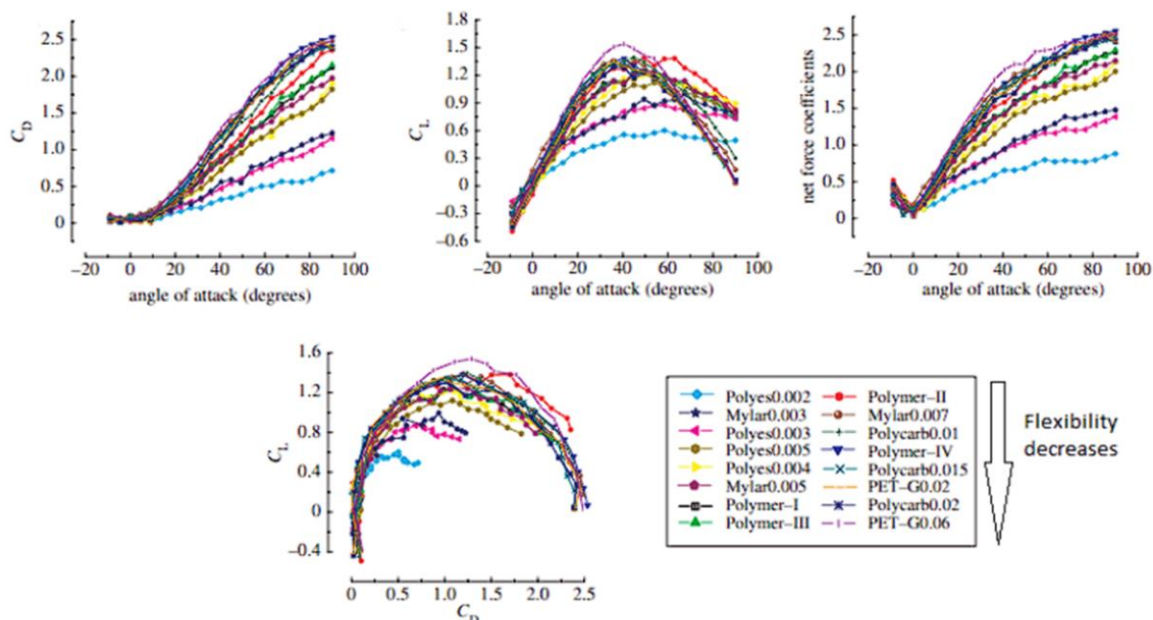 2.5
2.0
1.5
1.0
0.5
0
C_D
−20 0 20 40 60 80 100
angle of attack (degrees)
1.8
1.5
1.2
0.9
0.6
0.3
0
−0.3
−0.6
C_L
−20 0 20 40 60 80 100
angle of attack (degrees)
2.5
2.0
1.5
1.0
0.5
0
net force coefficients
−20 0 20 40 60 80 100
angle of attack (degrees)
1.6
1.2
0.8
0.4
0
−0.4
C_L
0 0.5 1.0 1.5 2.0 2.5
C_D
Polyes0.002 Polymer−II
Mylar0.003 Mylar0.007
Polyes0.003 Polycarb0.01
Polyes0.005 Polymer−IV
Polyes0.004 Polycarb0.015
Mylar0.005 PET−G0.02
Polymer−I Polycarb0.02
Polymer−III PET−G0.06
Flexibility
decreases